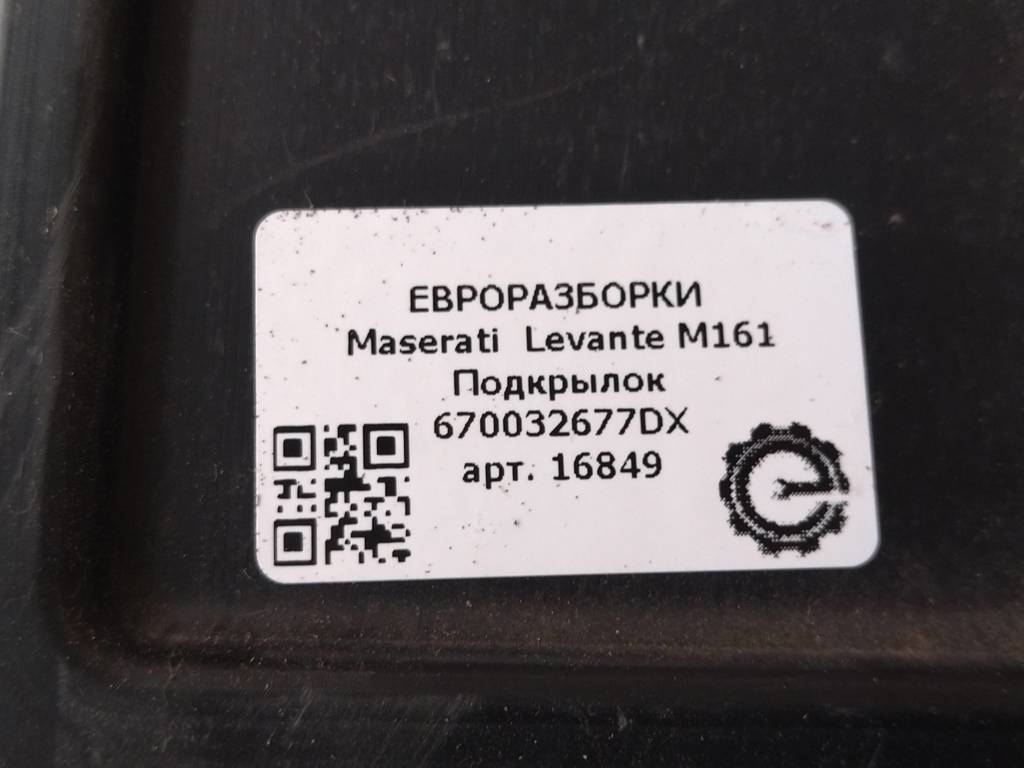 ЕВРОРАЗБОРКИ
Maserati Levante M161
Подкрылок
670032677DX
арт. 16849